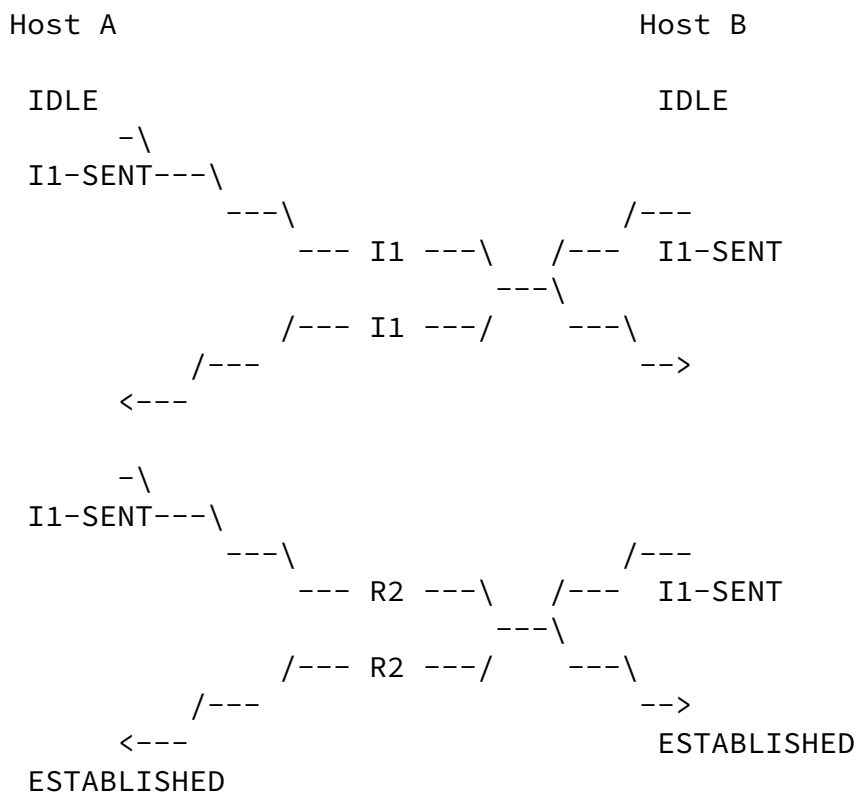 Host A                                  Host B

 IDLE                                    IDLE
       -\
 I1-SENT---\
            ---\                       /---
                --- I1 ---\    /---  I1-SENT
                           ---\
               /--- I1 ---/    ---\
          /---                     -->
      <---

       -\
 I1-SENT---\
            ---\                       /---
                --- R2 ---\    /---  I1-SENT
                           ---\
               /--- R2 ---/    ---\
          /---                     -->
      <---                          ESTABLISHED
 ESTABLISHED